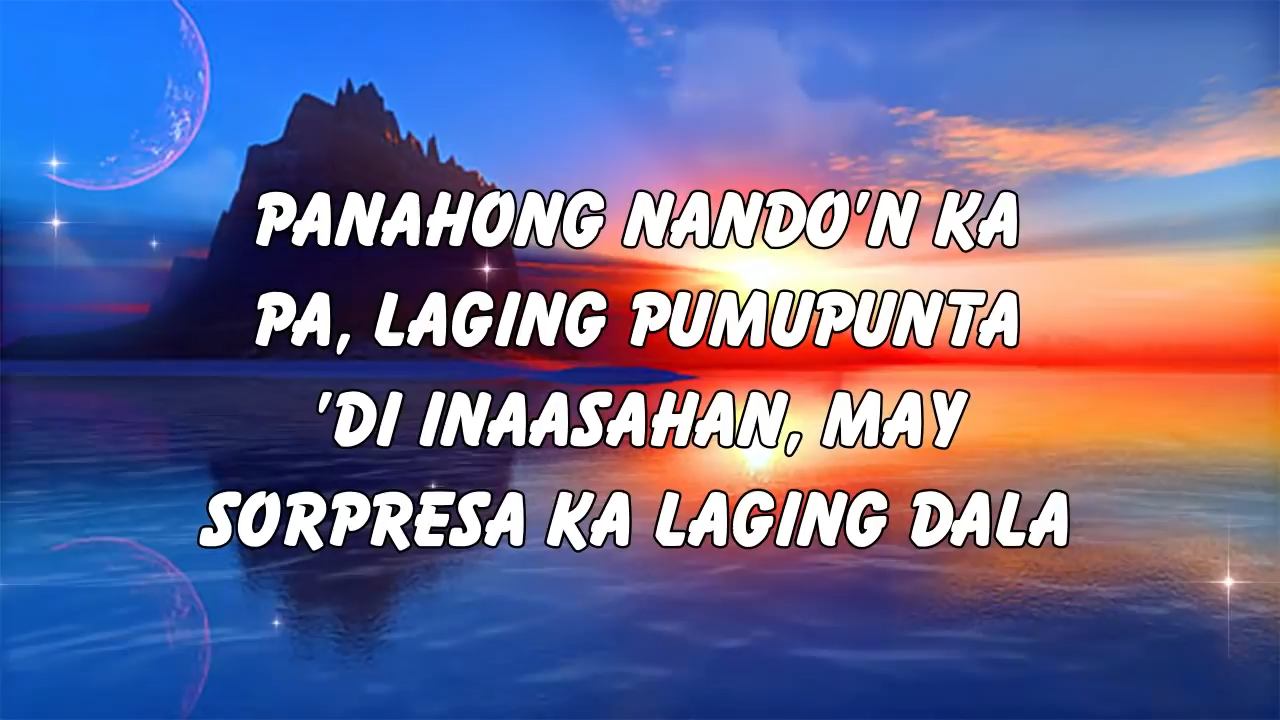 PANAHONG NANDO'N KA
PA, LAGING PUMUPUNTA
'DI INAASAHAN, MAY
SORPRESA KA LAGING DALA